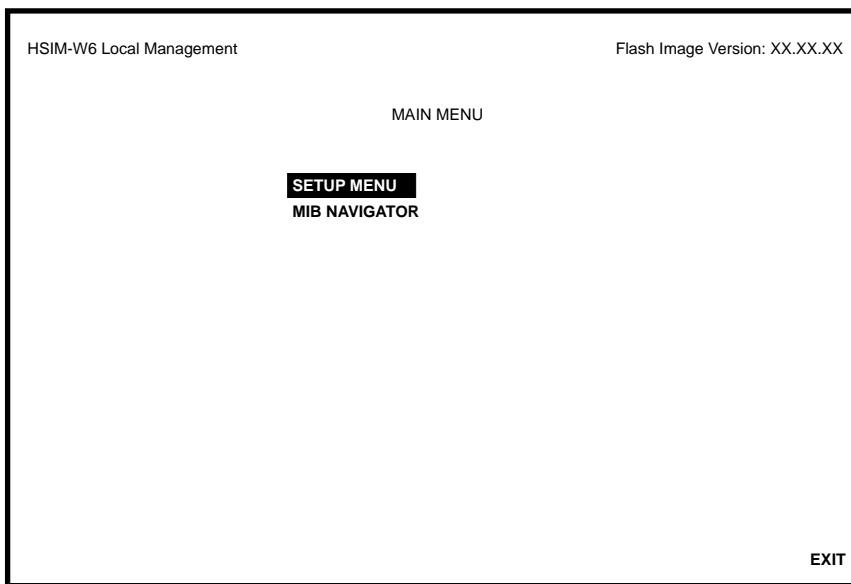 HSIM-W6 Local Management Flash Image Version: XX.XX.XX
MAIN MENU
SETUP MENU
MIB NAVIGATOR
EXIT